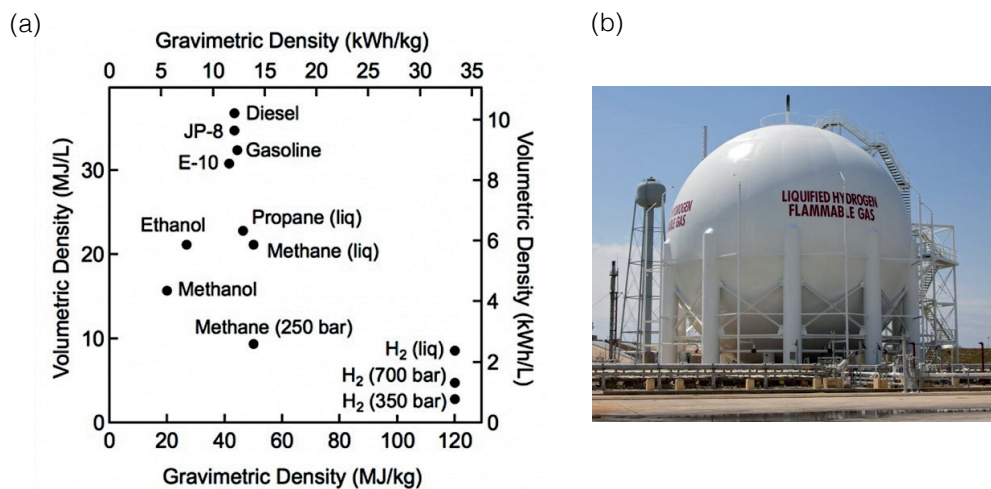 (a)
Gravimetric Density (kWh/kg)
0 5 10 15 20 25 30 35
Volumetric Density (MJ/L)
30
20
10
0
Diesel
JP-8
Gasoline
E-10
Ethanol
Propane (liq)
Methane (liq)
Methanol
Methane (250 bar)
H₂ (liq)
H₂ (700 bar)
H₂ (350 bar)
10
8
6
4
2
0
Volumetric Density (kWh/L)
0 20 40 60 80 100 120
Gravimetric Density (MJ/kg)
(b)
LIQUIFIED HYDROGEN
FLAMMABLE GAS